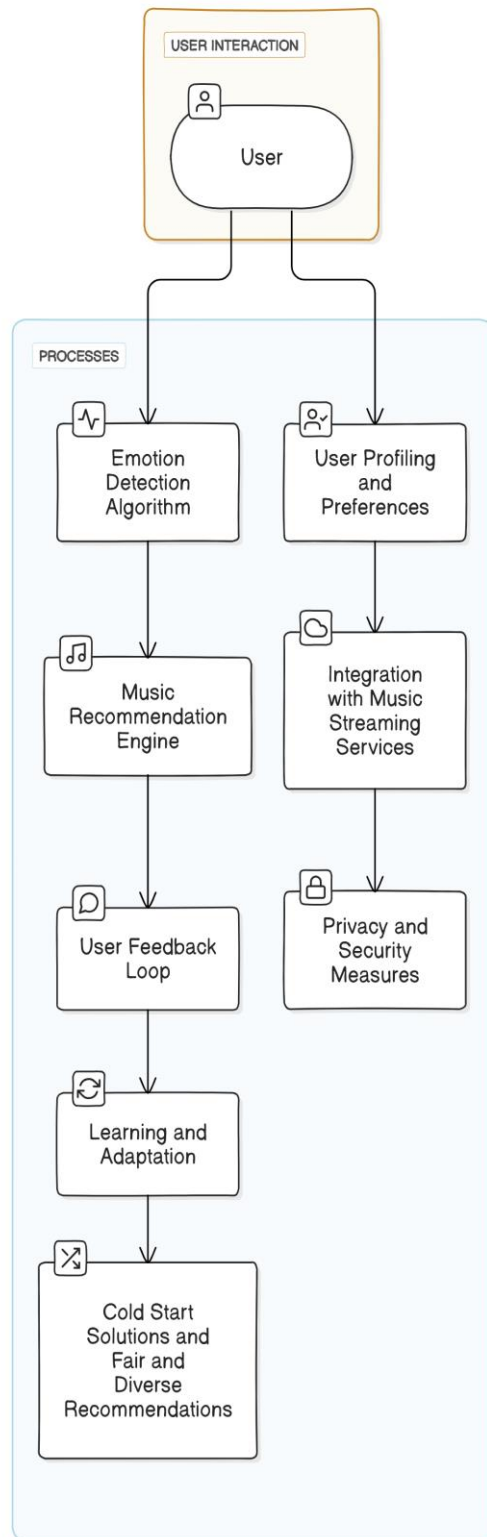 USER INTERACTION
User
PROCESSES
Emotion
Detection
Algorithm
User Profiling
and
Preferences
Music
Recommendation
Engine
Integration
with Music
Streaming
Services
User Feedback
Loop
Privacy and
Security
Measures
Learning and
Adaptation
Cold Start
Solutions and
Fair and
Diverse
Recommendations